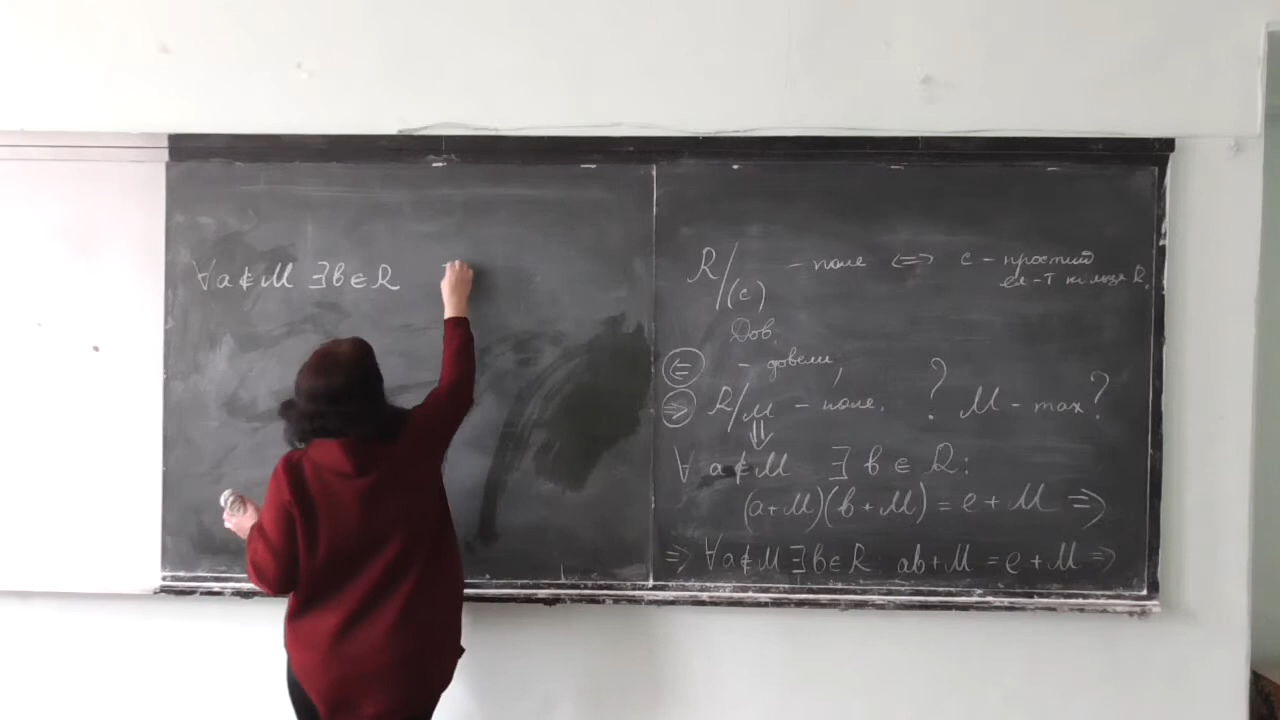 ∀ a ∉ M ∃ b ∈ R
R/(c) – поле ⟺ c – простий
ел-т кільця R.
Дов.
⇐ – довели,
⇒ R/M – поле. ? M – max?
⇓
∀ a ∉ M ∃ b ∈ R:
(a+M)(b+M) = e + M ⇒
⇒ ∀a∉M ∃b∈R ab+M = e+M ⇒